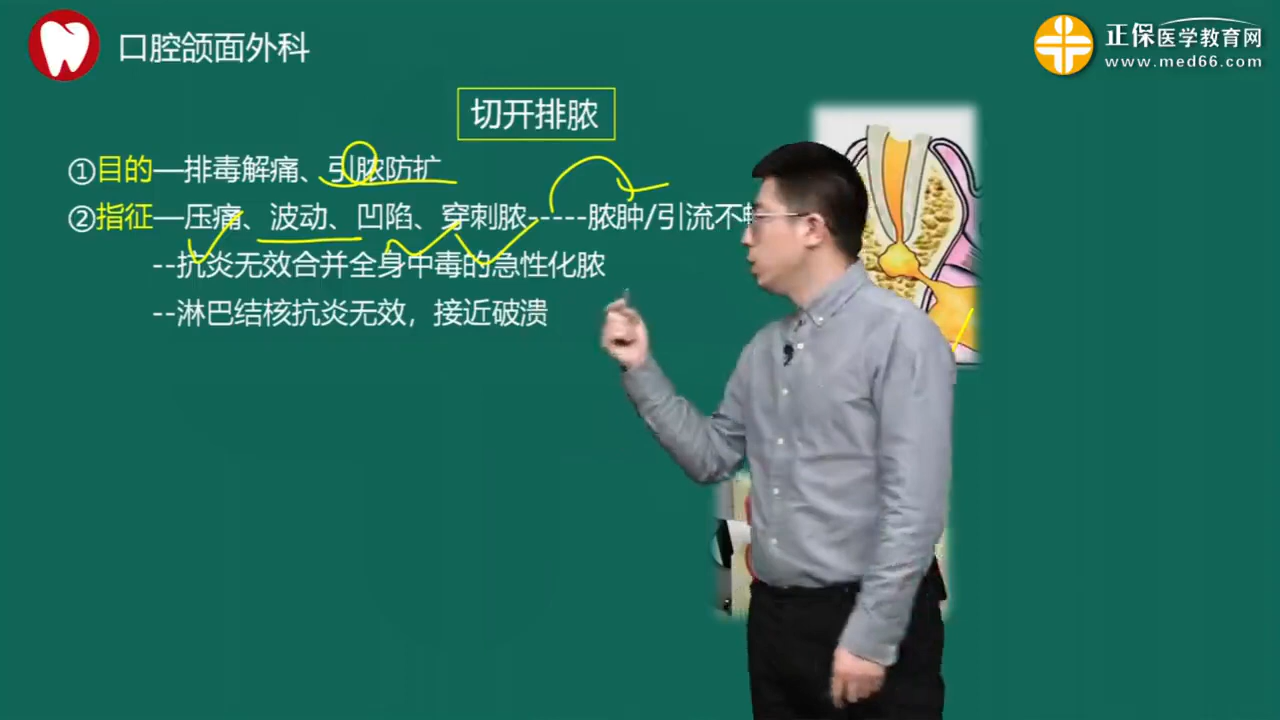 口腔颌面外科
正保医学教育网
www.med66.com
切开排脓
①目的—排毒解痛、引脓防扩
②指征—压痛、波动、凹陷、穿刺脓-----脓肿/引流不
--抗炎无效合并全身中毒的急性化脓
--淋巴结核抗炎无效，接近破溃